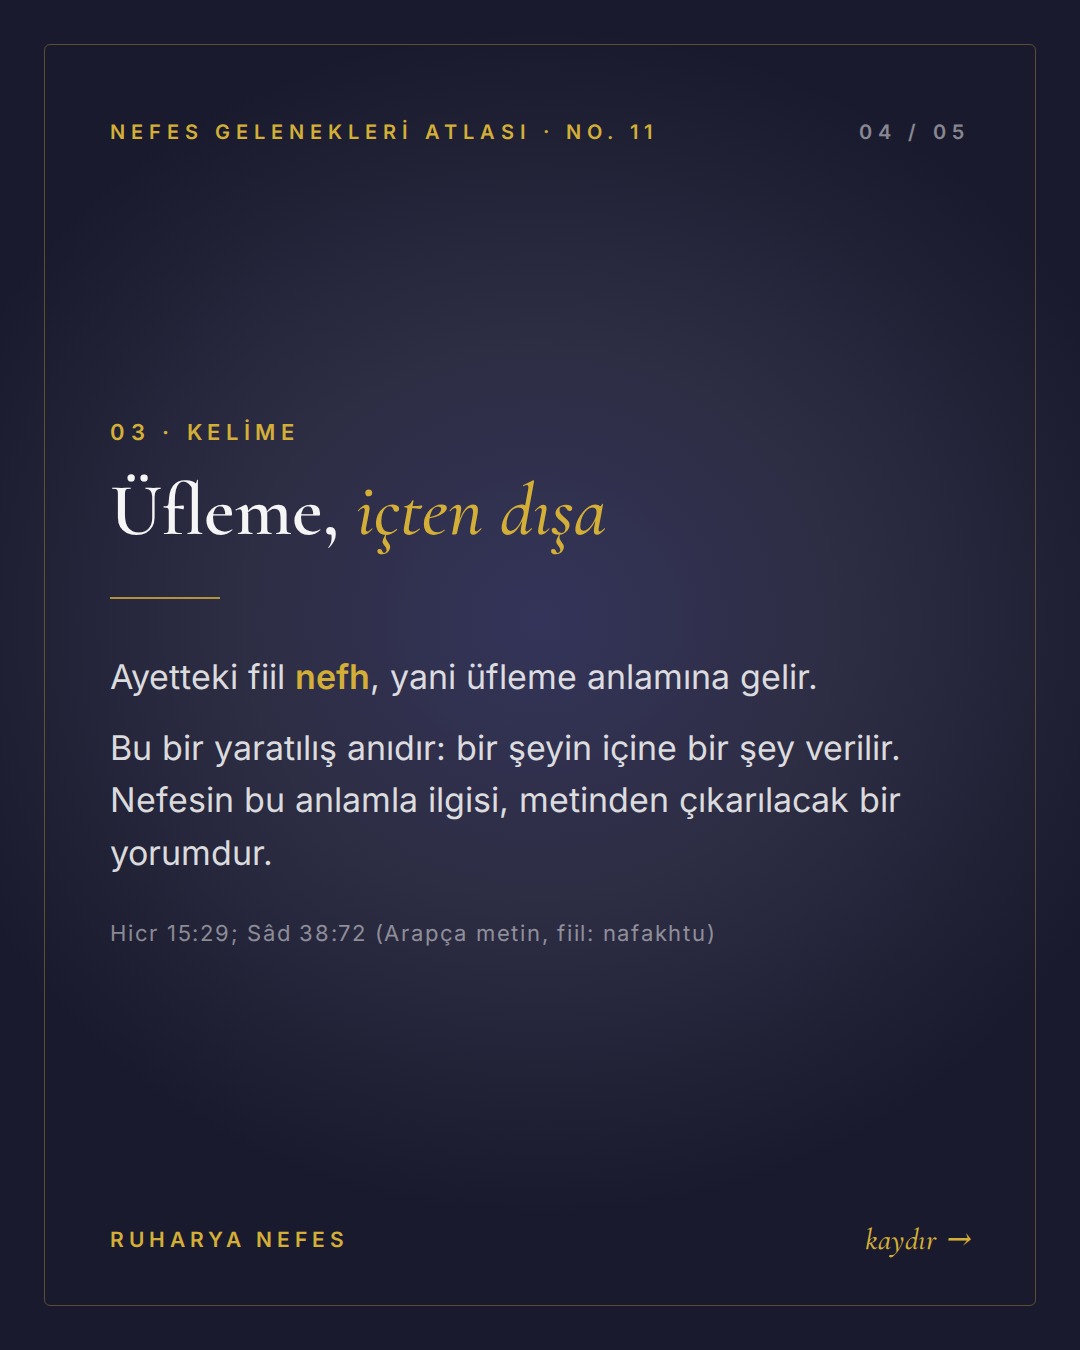 NEFES GELENEKLERİ ATLASI · NO. 11
04 / 05
03 · KELİME
Üfleme, içten dışa
Ayetteki fiil nefh, yani üfleme anlamına gelir.
Bu bir yaratılış anıdır: bir şeyin içine bir şey verilir.
Nefesin bu anlamla ilgisi, metinden çıkarılacak bir
yorumdur.
Hicr 15:29; Sâd 38:72 (Arapça metin, fiil: nafakhtu)
RUHARYA NEFES
kaydır →